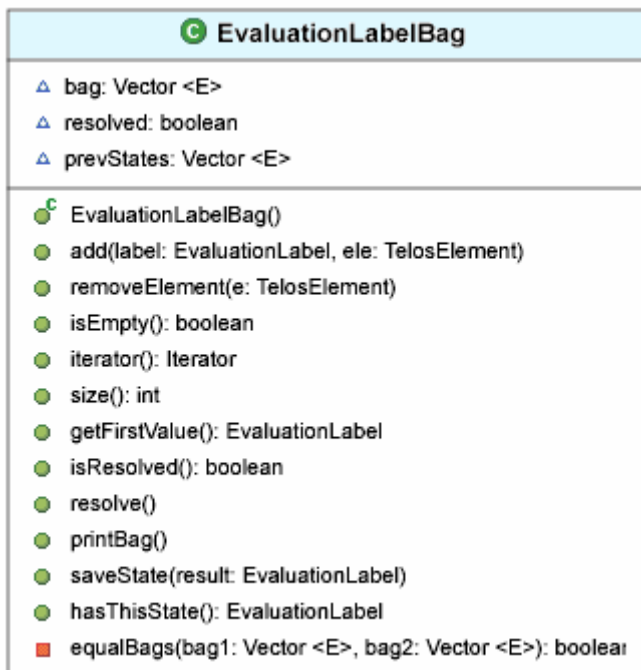 C EvaluationLabelBag
bag: Vector <E>
resolved: boolean
prevStates: Vector <E>
C EvaluationLabelBag()
add(label: EvaluationLabel, ele: TelosElement)
removeElement(e: TelosElement)
isEmpty(): boolean
iterator(): Iterator
size(): int
getFirstValue(): EvaluationLabel
isResolved(): boolean
resolve()
printBag()
saveState(result: EvaluationLabel)
hasThisState(): EvaluationLabel
equalBags(bag1: Vector <E>, bag2: Vector <E>): boolear